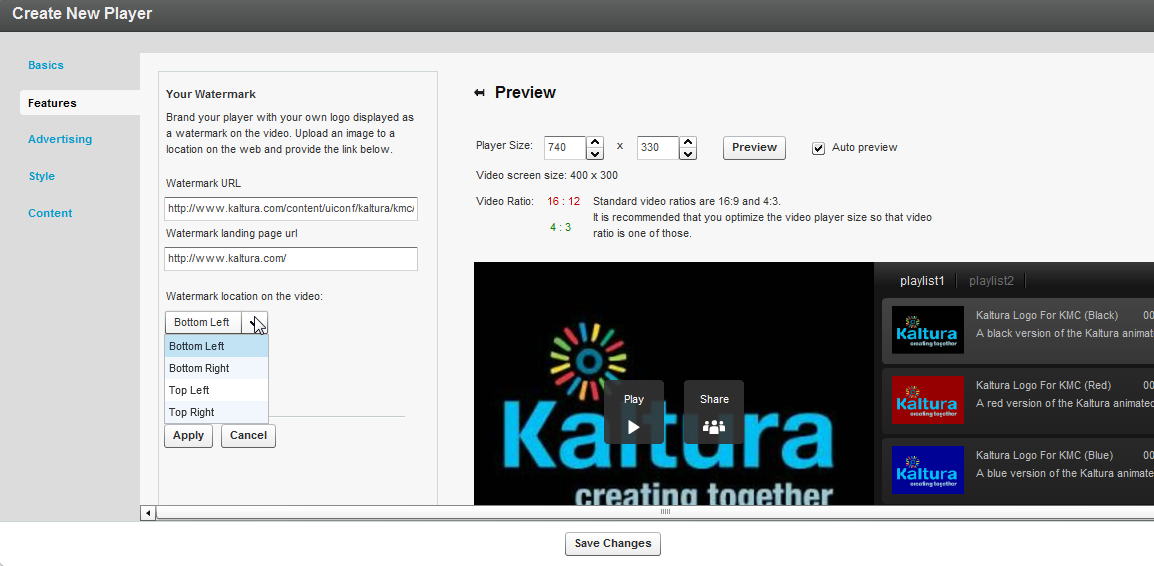 Create New Player
Basics
Features
Advertising
Style
Content
Your Watermark
Brand your player with your own logo displayed as
a watermark on the video. Upload an image to a
location on the web and provide the link below.
Watermark URL
http://www.kaltura.com/content/uiconf/kaltura/kmc/
Watermark landing page url
http://www.kaltura.com/
Watermark location on the video:
Bottom Left
Bottom Left
Bottom Right
Top Left
Top Right
Apply Cancel
Preview
Player Size: 740 x 330 Preview Auto preview
Video screen size: 400 x 300
Video Ratio: 16 : 12 Standard video ratios are 16:9 and 4:3.
It is recommended that you optimize the video player size so that video
4 : 3
ratio is one of those.
Play Share
Kaltura
creating together
playlist1 playlist2
Kaltura
creating together
Kaltura Logo For KMC (Black) 00
A black version of the Kaltura animate
Kaltura
creating together
Kaltura Logo For KMC (Red) 00
A red version of the Kaltura animated
Kaltura
creating together
Kaltura Logo For KMC (Blue) 00
A blue version of the Kaltura animate
Save Changes